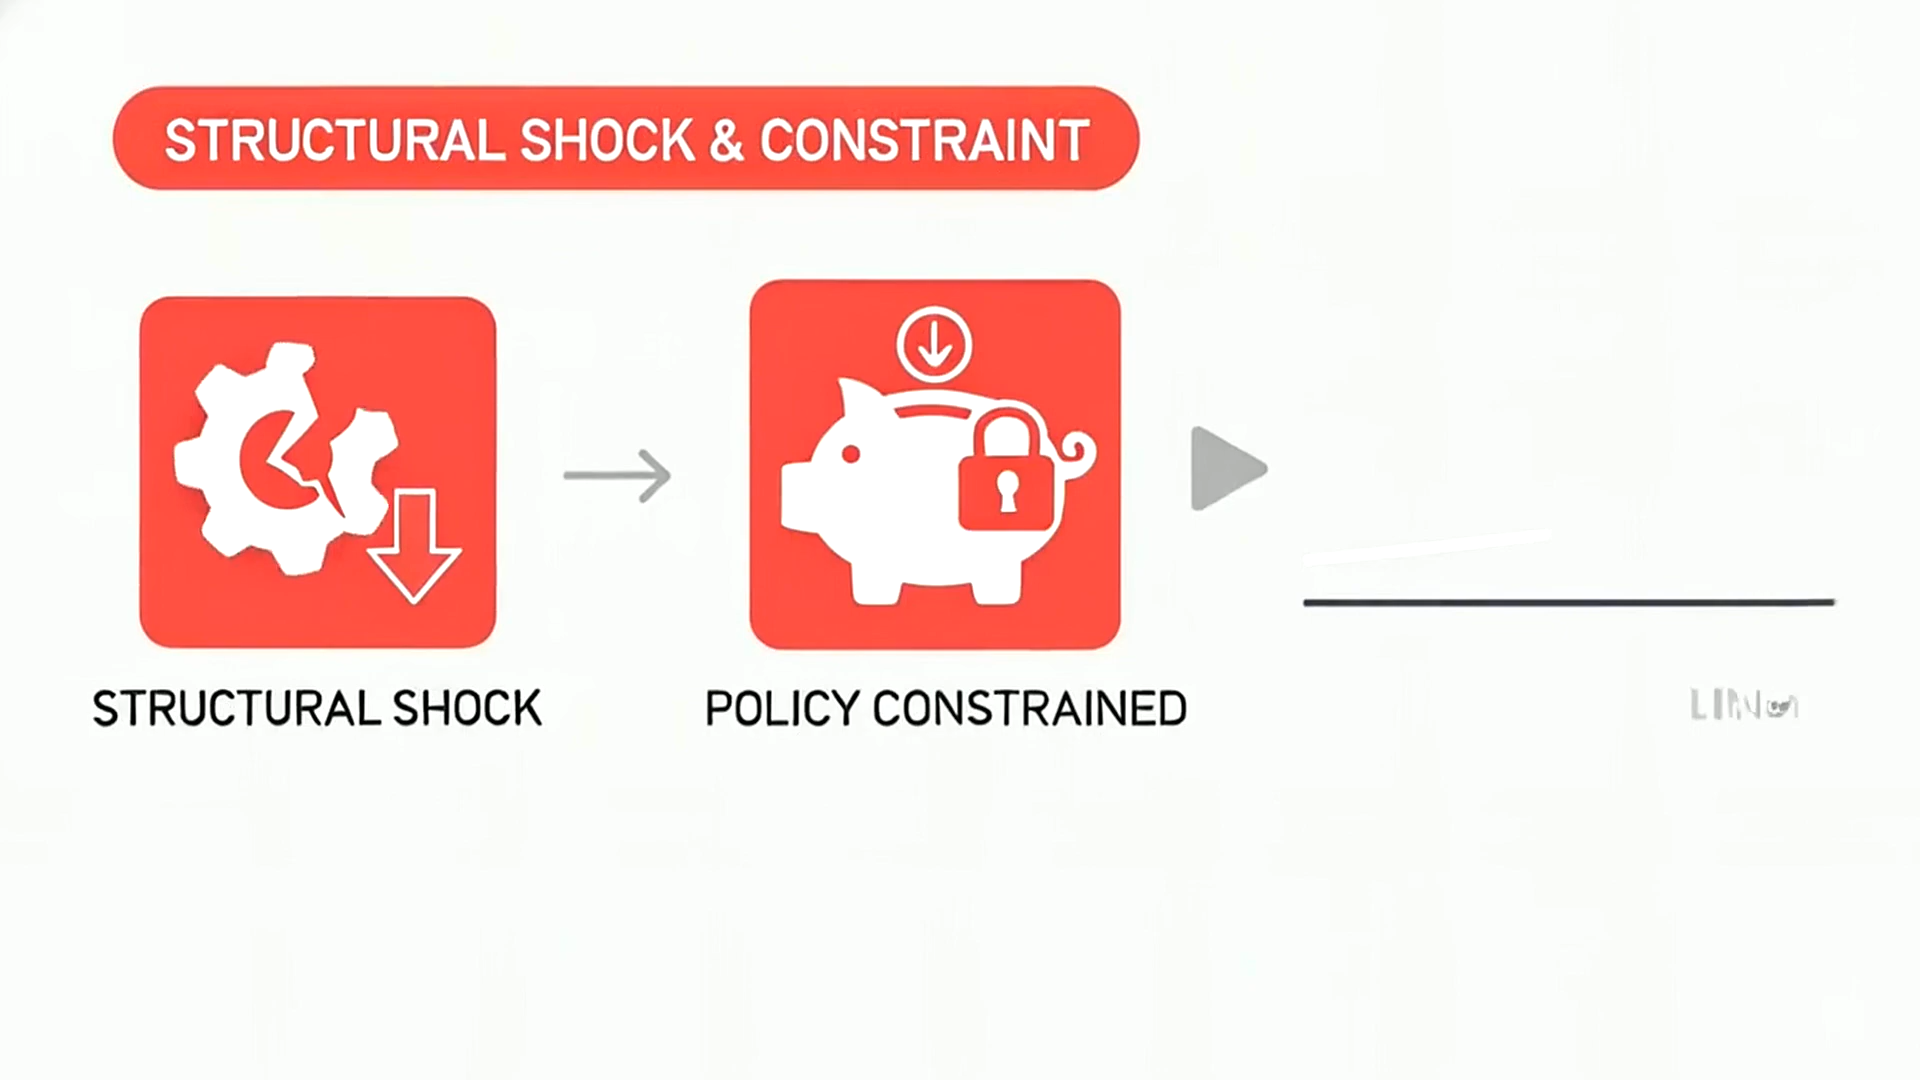 STRUCTURAL SHOCK & CONSTRAINT
STRUCTURAL SHOCK
POLICY CONSTRAINED